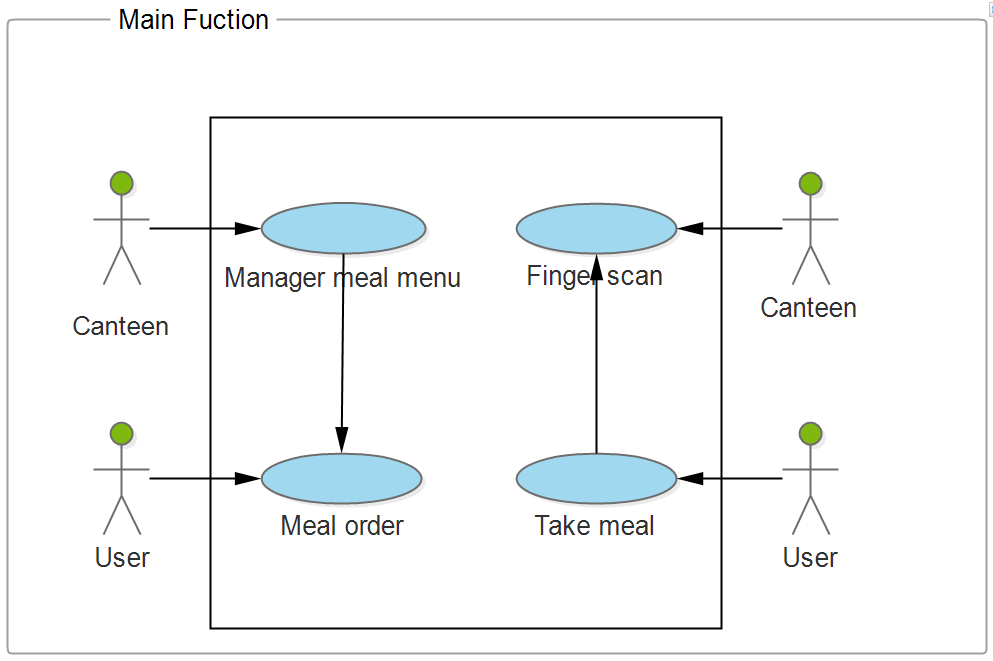 Main Fuction
Manager meal menu
Finger scan
Canteen
Canteen
Meal order
Take meal
User
User